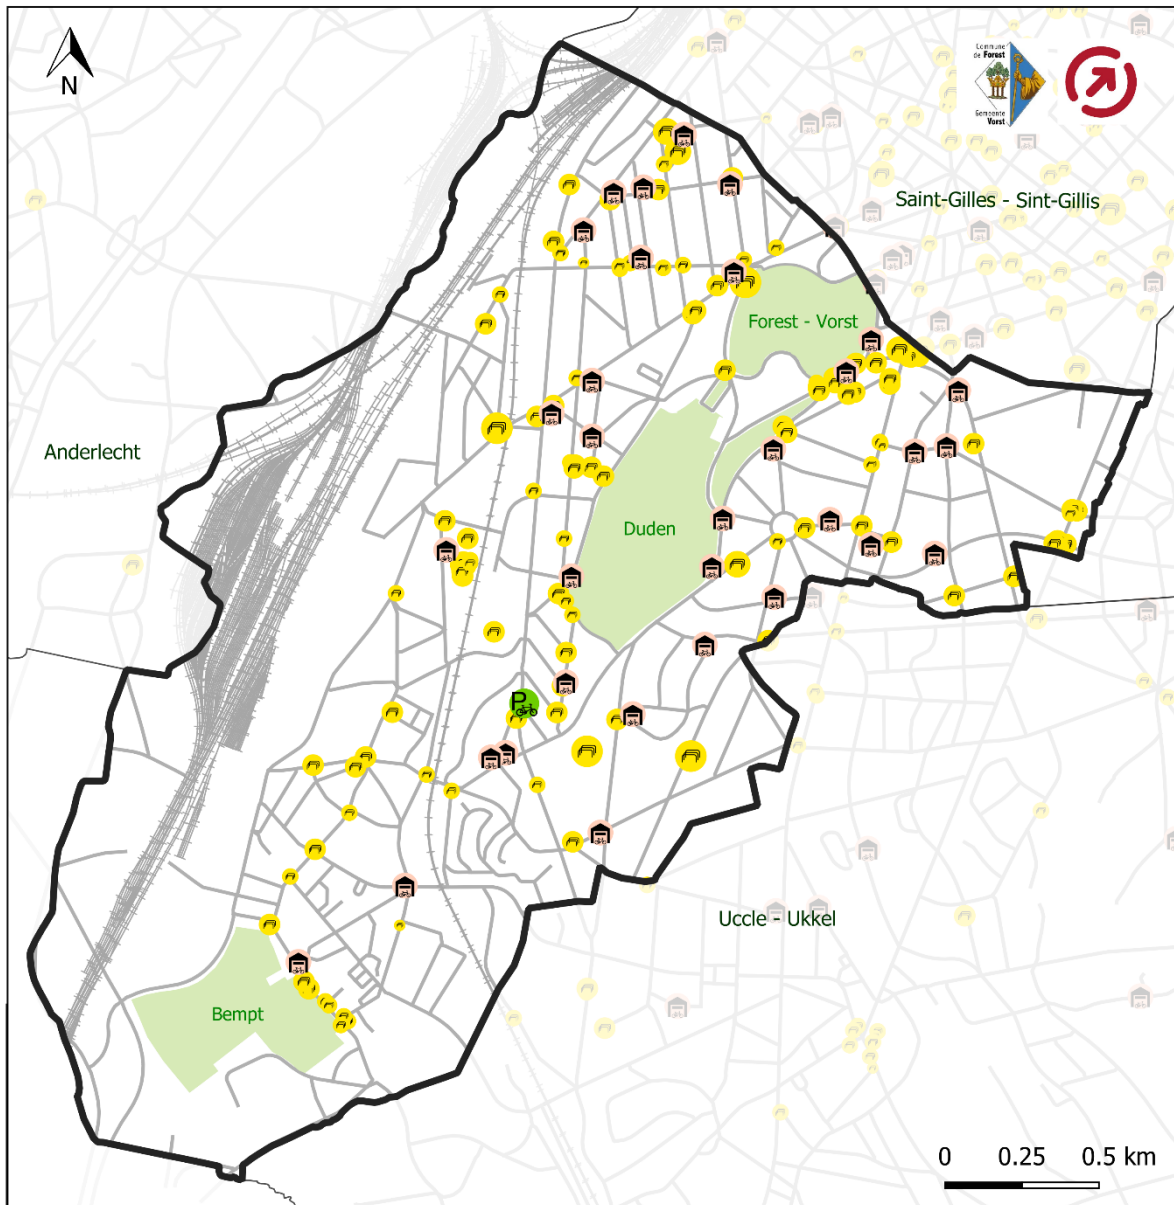 N
Commune
de Forest
Gemeente
Vorst
Saint-Gilles - Sint-Gillis
Forest - Vorst
Anderlecht
Duden
P
Uccle - Ukkel
Bempt
0 0.25 0.5 km